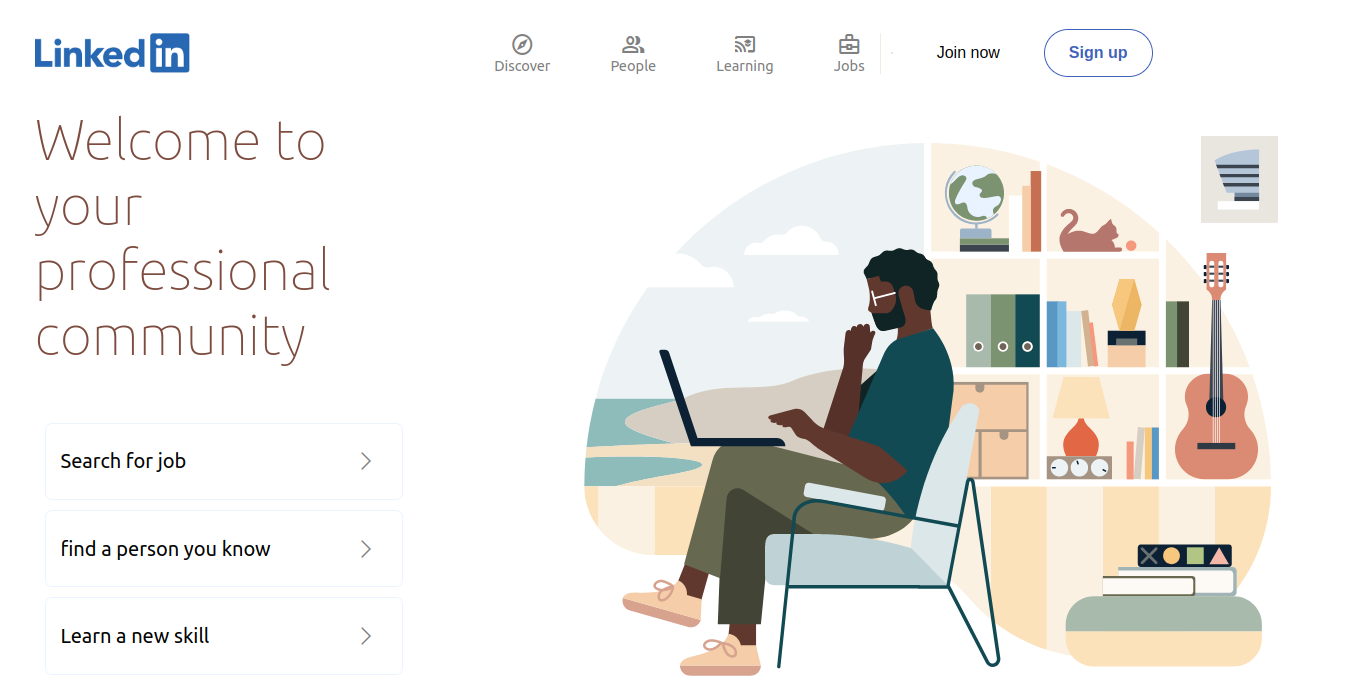 Linkedin
Discover
People
Learning
Jobs
Join now
Sign up
Welcome to
your
professional
community
Search for job
find a person you know
Learn a new skill